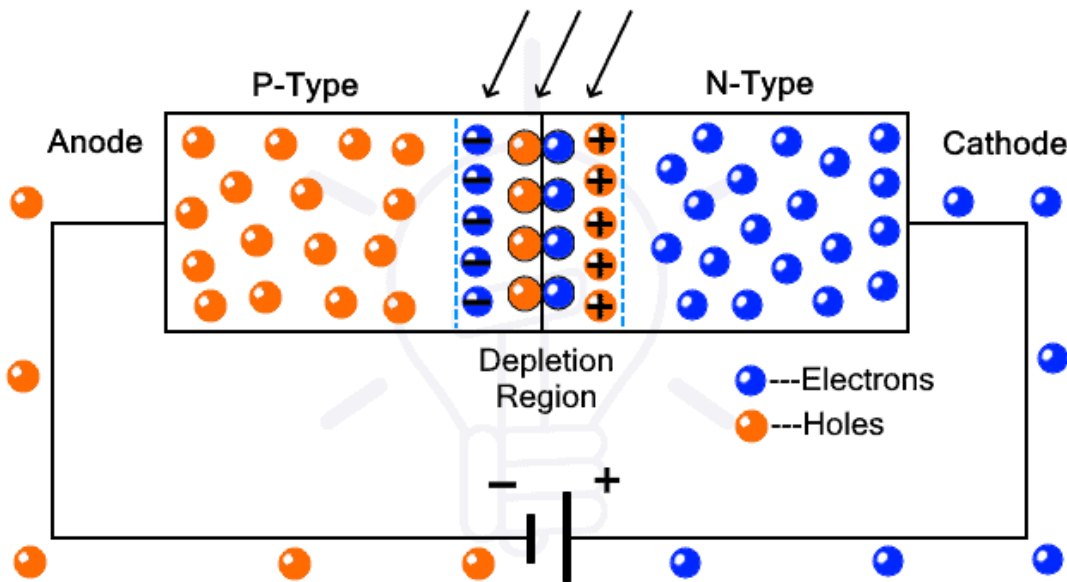 P-Type
N-Type
Anode
Cathode
Depletion
Region
---Electrons
---Holes
− +